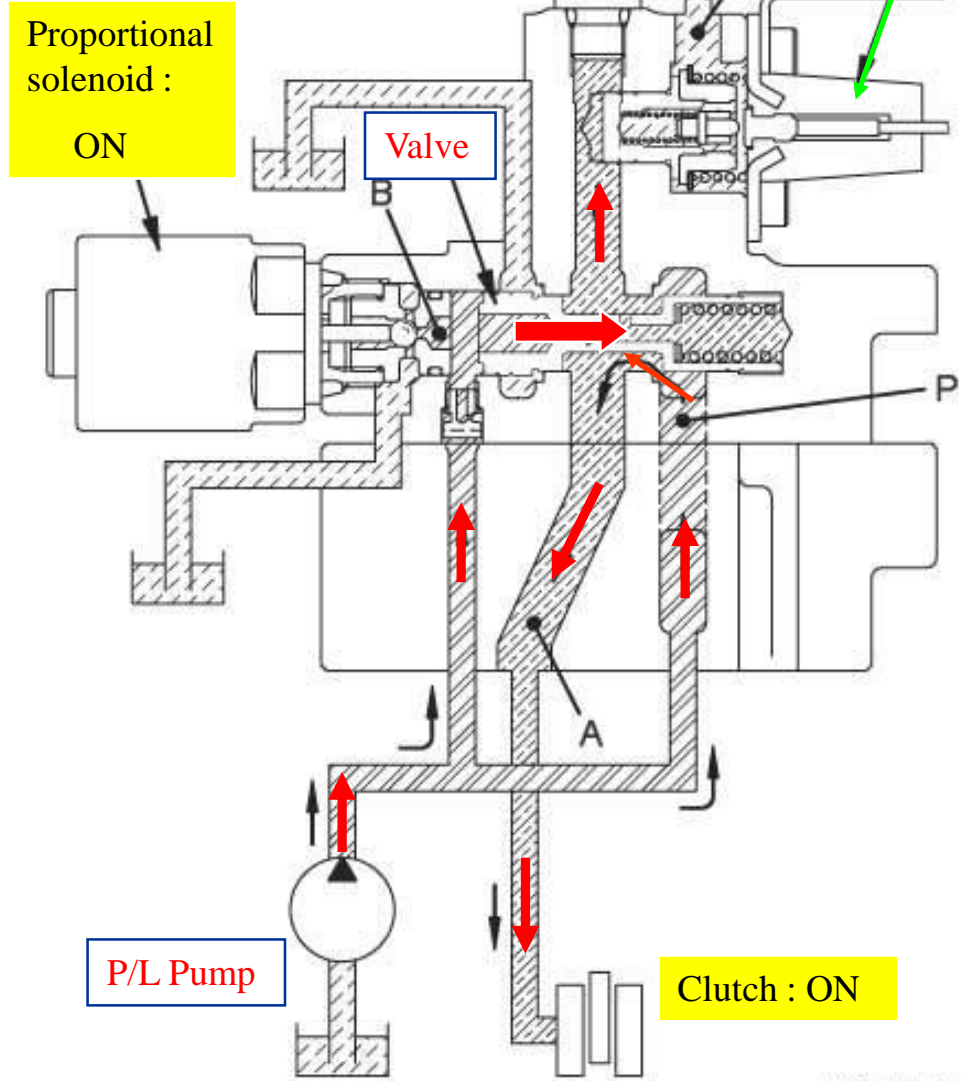 Proportional
solenoid :
ON
Valve
B
P
A
P/L Pump
Clutch : ON